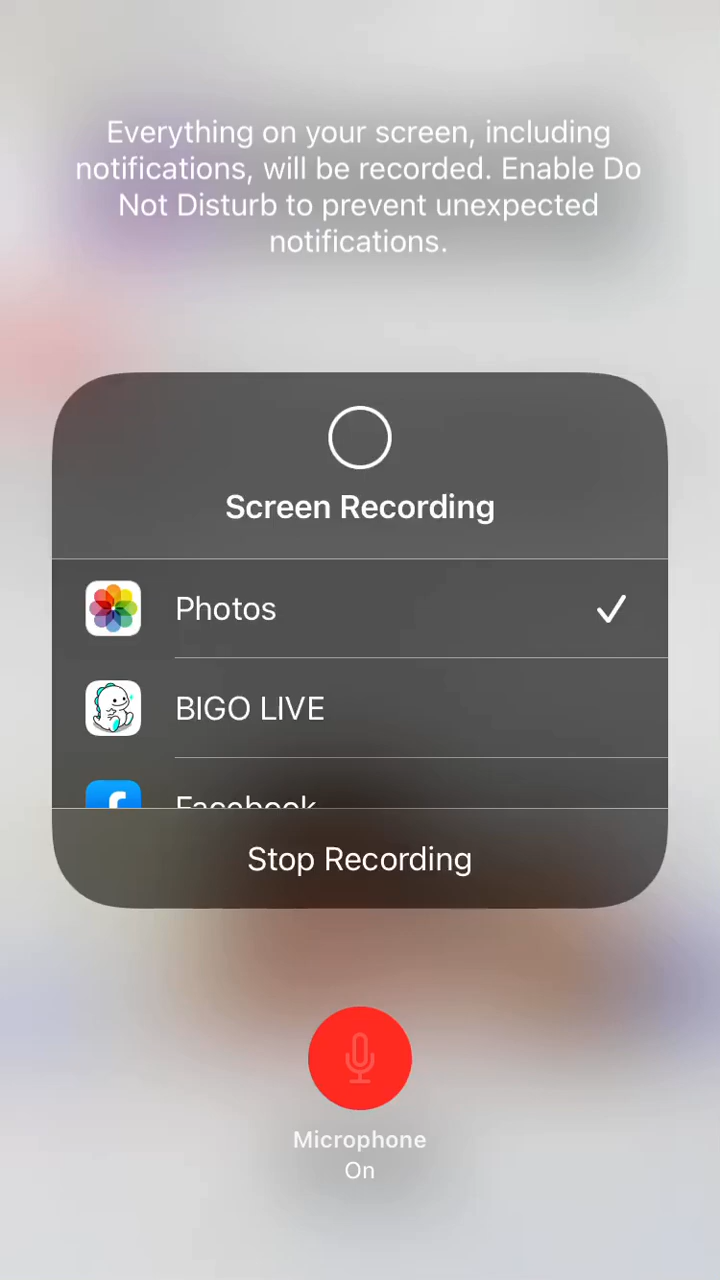 Everything on your screen, including
notifications, will be recorded. Enable Do
Not Disturb to prevent unexpected
notifications.
Screen Recording
Photos
BIGO LIVE
Facebook
Stop Recording
Microphone
On